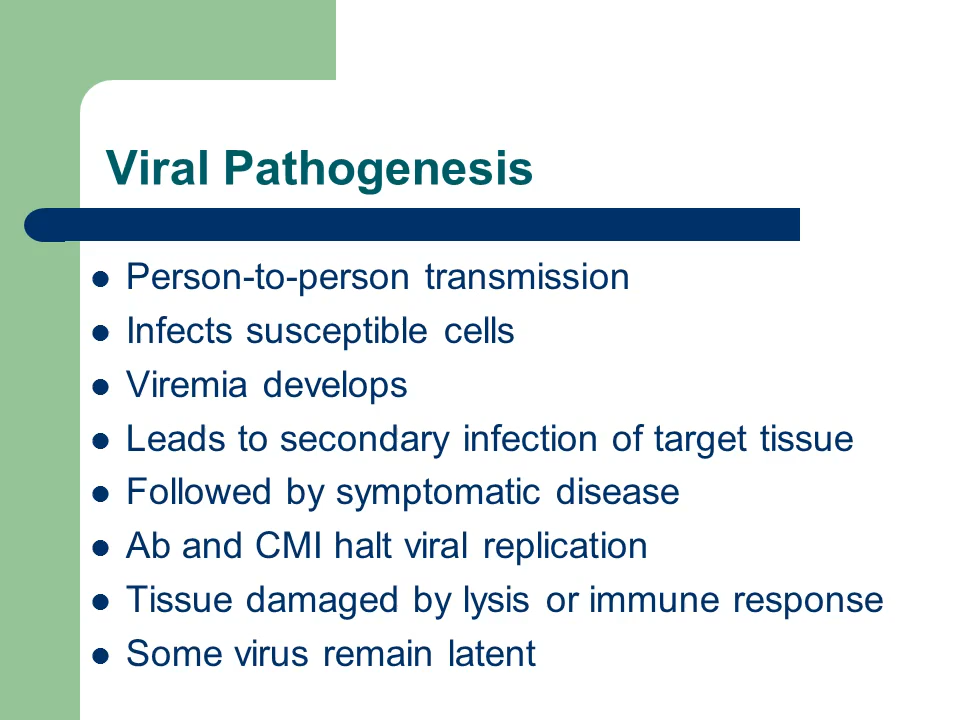 Viral Pathogenesis
Person-to-person transmission
Infects susceptible cells
Viremia develops
Leads to secondary infection of target tissue
Followed by symptomatic disease
Ab and CMI halt viral replication
Tissue damaged by lysis or immune response
Some virus remain latent